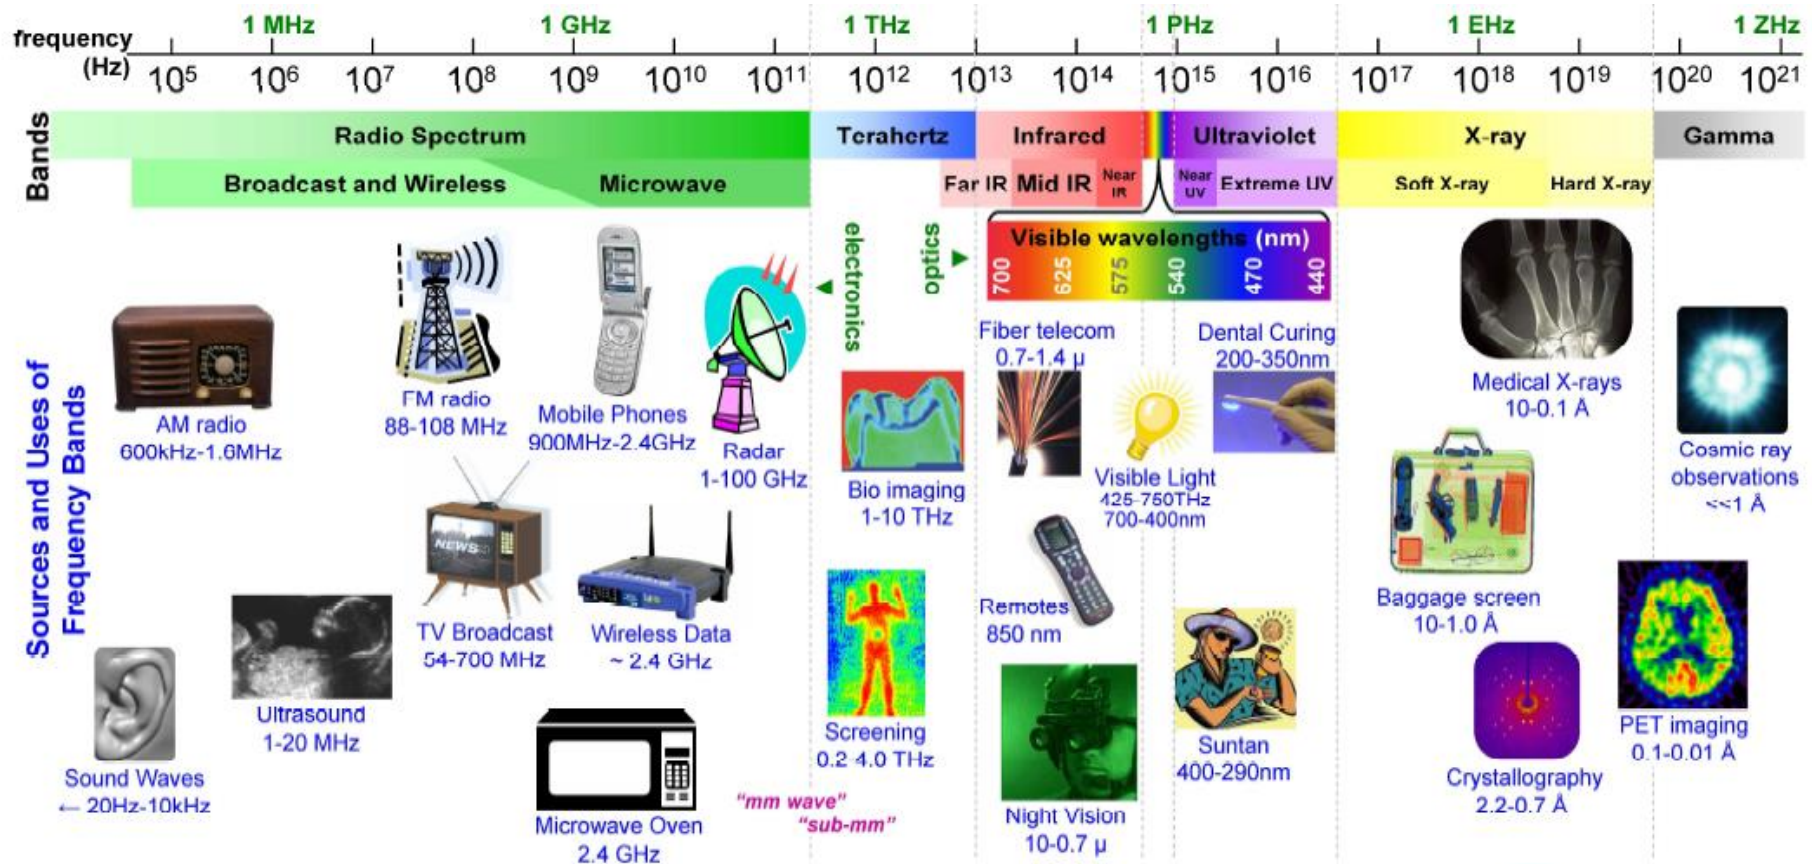 1 MHz 1 GHz 1 THz 1 PHz 1 EHz 1 ZHz
frequency
(Hz)
10⁵ 10⁶ 10⁷ 10⁸ 10⁹ 10¹⁰ 10¹¹ 10¹² 10¹³ 10¹⁴ 10¹⁵ 10¹⁶ 10¹⁷ 10¹⁸ 10¹⁹ 10²⁰ 10²¹
Bands
Radio Spectrum Terahertz Infrared Ultraviolet X-ray Gamma
Broadcast and Wireless Microwave Far IR Mid IR Near IR Near UV Extreme UV Soft X-ray Hard X-ray
electronics
optics
Visible wavelengths (nm)
700 625 575 540 470 440
Sources and Uses of
Frequency Bands
AM radio
600kHz-1.6MHz
FM radio
88-108 MHz
Mobile Phones
900MHz-2.4GHz
Radar
1-100 GHz
Bio imaging
1-10 THz
Fiber telecom
0.7-1.4 µ
Visible Light
425-750THz
700-400nm
Dental Curing
200-350nm
Medical X-rays
10-0.1 Å
Cosmic ray
observations
<<1 Å
Sound Waves
← 20Hz-10kHz
Ultrasound
1-20 MHz
NEWS
TV Broadcast
54-700 MHz
Wireless Data
~ 2.4 GHz
Microwave Oven
2.4 GHz
"mm wave"
"sub-mm"
Screening
0.2-4.0 THz
Remotes
850 nm
Night Vision
10-0.7 µ
Suntan
400-290nm
Baggage screen
10-1.0 Å
Crystallography
2.2-0.7 Å
PET imaging
0.1-0.01 Å